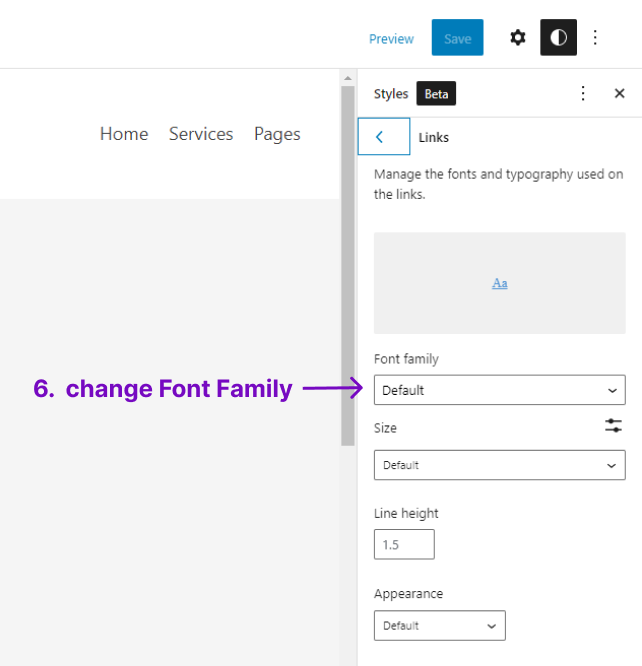 Preview Save
Styles Beta
Home Services Pages
Links
Manage the fonts and typography used on
the links.
Aa
Font family
6. change Font Family
Default
Size
Default
Line height
1.5
Appearance
Default